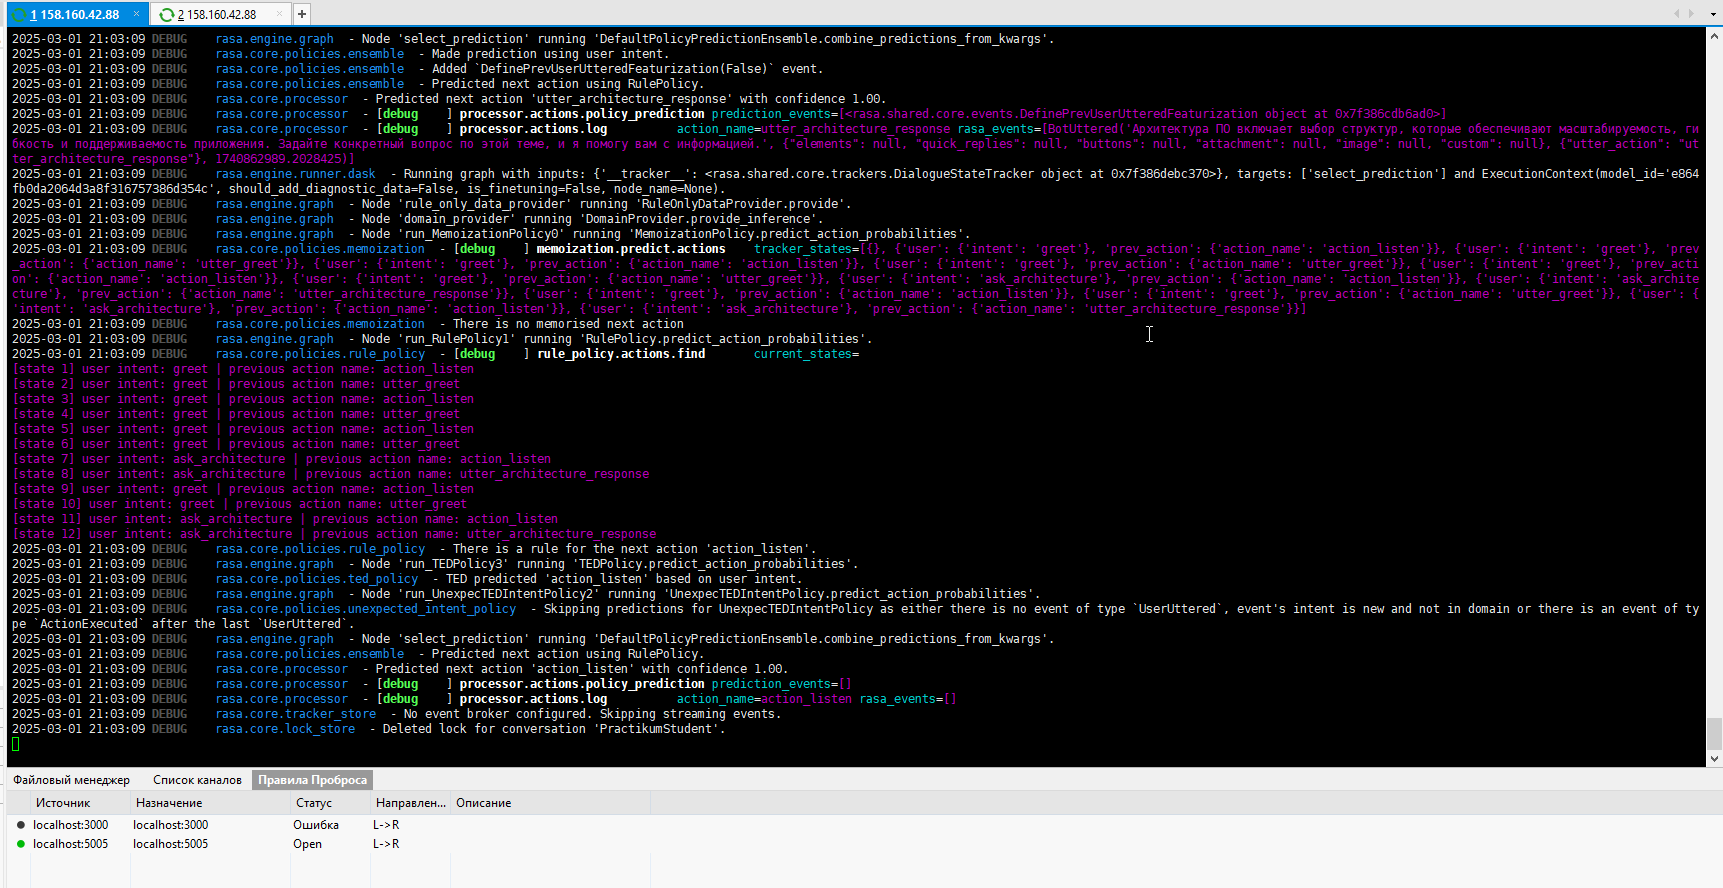 1 158.160.42.88 × 2 158.160.42.88 × +
2025-03-01 21:03:09 DEBUG    rasa.engine.graph  - Node 'select_prediction' running 'DefaultPolicyPredictionEnsemble.combine_predictions_from_kwargs'.
2025-03-01 21:03:09 DEBUG    rasa.core.policies.ensemble  - Made prediction using user intent.
2025-03-01 21:03:09 DEBUG    rasa.core.policies.ensemble  - Added `DefinePrevUserUtteredFeaturization(False)` event.
2025-03-01 21:03:09 DEBUG    rasa.core.policies.ensemble  - Predicted next action using RulePolicy.
2025-03-01 21:03:09 DEBUG    rasa.core.processor  - Predicted next action 'utter_architecture_response' with confidence 1.00.
2025-03-01 21:03:09 DEBUG    rasa.core.processor  - [debug    ] processor.actions.policy_prediction prediction_events=[<rasa.shared.core.events.DefinePrevUserUtteredFeaturization object at 0x7f386cdb6ad0>]
2025-03-01 21:03:09 DEBUG    rasa.core.processor  - [debug    ] processor.actions.log          action_name=utter_architecture_response rasa_events=[BotUttered('Архитектура ПО включает выбор структур, которые обеспечивают масштабируемость, ги
бкость и поддерживаемость приложения. Задайте конкретный вопрос по этой теме, и я помогу вам с информацией.', {"elements": null, "quick_replies": null, "buttons": null, "attachment": null, "image": null, "custom": null}, {"utter_action": "ut
ter_architecture_response"}, 1740862989.2028425)]
2025-03-01 21:03:09 DEBUG    rasa.engine.runner.dask  - Running graph with inputs: {'__tracker__': <rasa.shared.core.trackers.DialogueStateTracker object at 0x7f386debc370>}, targets: ['select_prediction'] and ExecutionContext(model_id='e864
fb0da2064d3a8f316757386d354c', should_add_diagnostic_data=False, is_finetuning=False, node_name=None).
2025-03-01 21:03:09 DEBUG    rasa.engine.graph  - Node 'rule_only_data_provider' running 'RuleOnlyDataProvider.provide'.
2025-03-01 21:03:09 DEBUG    rasa.engine.graph  - Node 'domain_provider' running 'DomainProvider.provide_inference'.
2025-03-01 21:03:09 DEBUG    rasa.engine.graph  - Node 'run_MemoizationPolicy0' running 'MemoizationPolicy.predict_action_probabilities'.
2025-03-01 21:03:09 DEBUG    rasa.core.policies.memoization  - [debug    ] memoization.predict.actions    tracker_states=[{}, {'user': {'intent': 'greet'}, 'prev_action': {'action_name': 'action_listen'}}, {'user': {'intent': 'greet'}, 'prev
_action': {'action_name': 'utter_greet'}}, {'user': {'intent': 'greet'}, 'prev_action': {'action_name': 'action_listen'}}, {'user': {'intent': 'greet'}, 'prev_action': {'action_name': 'utter_greet'}}, {'user': {'intent': 'greet'}, 'prev_acti
on': {'action_name': 'action_listen'}}, {'user': {'intent': 'greet'}, 'prev_action': {'action_name': 'utter_greet'}}, {'user': {'intent': 'ask_architecture'}, 'prev_action': {'action_name': 'action_listen'}}, {'user': {'intent': 'ask_archite
cture'}, 'prev_action': {'action_name': 'utter_architecture_response'}}, {'user': {'intent': 'greet'}, 'prev_action': {'action_name': 'action_listen'}}, {'user': {'intent': 'greet'}, 'prev_action': {'action_name': 'utter_greet'}}, {'user': {
'intent': 'ask_architecture'}, 'prev_action': {'action_name': 'action_listen'}}, {'user': {'intent': 'ask_architecture'}, 'prev_action': {'action_name': 'utter_architecture_response'}}]
2025-03-01 21:03:09 DEBUG    rasa.core.policies.memoization  - There is no memorised next action
2025-03-01 21:03:09 DEBUG    rasa.engine.graph  - Node 'run_RulePolicy1' running 'RulePolicy.predict_action_probabilities'.
2025-03-01 21:03:09 DEBUG    rasa.core.policies.rule_policy  - [debug    ] rule_policy.actions.find       current_states=
[state 1] user intent: greet | previous action name: action_listen
[state 2] user intent: greet | previous action name: utter_greet
[state 3] user intent: greet | previous action name: action_listen
[state 4] user intent: greet | previous action name: utter_greet
[state 5] user intent: greet | previous action name: action_listen
[state 6] user intent: greet | previous action name: utter_greet
[state 7] user intent: ask_architecture | previous action name: action_listen
[state 8] user intent: ask_architecture | previous action name: utter_architecture_response
[state 9] user intent: greet | previous action name: action_listen
[state 10] user intent: greet | previous action name: utter_greet
[state 11] user intent: ask_architecture | previous action name: action_listen
[state 12] user intent: ask_architecture | previous action name: utter_architecture_response
2025-03-01 21:03:09 DEBUG    rasa.core.policies.rule_policy  - There is a rule for the next action 'action_listen'.
2025-03-01 21:03:09 DEBUG    rasa.engine.graph  - Node 'run_TEDPolicy3' running 'TEDPolicy.predict_action_probabilities'.
2025-03-01 21:03:09 DEBUG    rasa.core.policies.ted_policy  - TED predicted 'action_listen' based on user intent.
2025-03-01 21:03:09 DEBUG    rasa.engine.graph  - Node 'run_UnexpecTEDIntentPolicy2' running 'UnexpecTEDIntentPolicy.predict_action_probabilities'.
2025-03-01 21:03:09 DEBUG    rasa.core.policies.unexpected_intent_policy  - Skipping predictions for UnexpecTEDIntentPolicy as either there is no event of type `UserUttered`, event's intent is new and not in domain or there is an event of ty
pe `ActionExecuted` after the last `UserUttered`.
2025-03-01 21:03:09 DEBUG    rasa.engine.graph  - Node 'select_prediction' running 'DefaultPolicyPredictionEnsemble.combine_predictions_from_kwargs'.
2025-03-01 21:03:09 DEBUG    rasa.core.policies.ensemble  - Predicted next action using RulePolicy.
2025-03-01 21:03:09 DEBUG    rasa.core.processor  - Predicted next action 'action_listen' with confidence 1.00.
2025-03-01 21:03:09 DEBUG    rasa.core.processor  - [debug    ] processor.actions.policy_prediction prediction_events=[]
2025-03-01 21:03:09 DEBUG    rasa.core.processor  - [debug    ] processor.actions.log          action_name=action_listen rasa_events=[]
2025-03-01 21:03:09 DEBUG    rasa.core.tracker_store  - No event broker configured. Skipping streaming events.
2025-03-01 21:03:09 DEBUG    rasa.core.lock_store  - Deleted lock for conversation 'PractikumStudent'.
Файловый менеджер Список каналов Правила Проброса
Источник Назначение Статус Направлен... Описание
localhost:3000 localhost:3000 Ошибка L->R
localhost:5005 localhost:5005 Open L->R